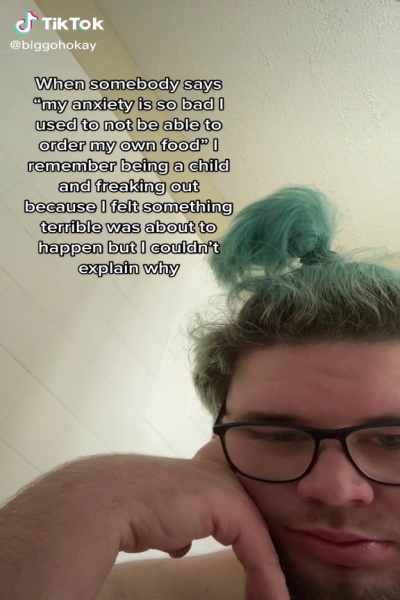 TikTok
@biggohokay
When somebody says
“my anxiety is so bad I
used to not be able to
order my own food” I
remember being a child
and freaking out
because I felt something
terrible was about to
happen but I couldn’t
explain why